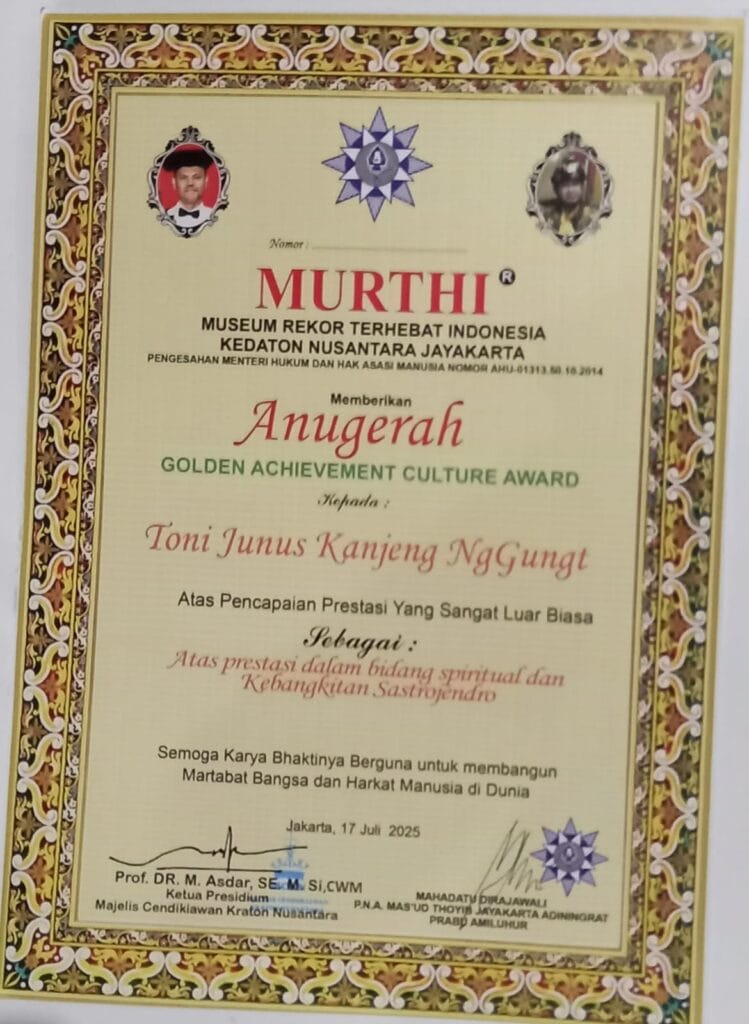 Nomor :
MURTHI ®
MUSEUM REKOR TERHEBAT INDONESIA
KEDATON NUSANTARA JAYAKARTA
PENGESAHAN MENTERI HUKUM DAN HAK ASASI MANUSIA NOMOR AHU-01313.50.10.2014
Memberikan
Anugerah
GOLDEN ACHIEVEMENT CULTURE AWARD
Kepada :
Toni Junus Kanjeng NgGungt
Atas Pencapaian Prestasi Yang Sangat Luar Biasa
Sebagai :
Atas prestasi dalam bidang spiritual dan
Kebangkitan Sastrojendro
Semoga Karya Bhaktinya Berguna untuk membangun
Martabat Bangsa dan Harkat Manusia di Dunia
Jakarta, 17 Juli 2025
Prof. DR. M. Asdar, SE. M. Si,CWM
Ketua Presidium
Majelis Cendikiawan Kraton Nusantara
MAHADATU DIRAJAWALI
P.N.A. MAS'UD THOYIB JAYAKARTA ADININGRAT
PRABU AMILUHUR